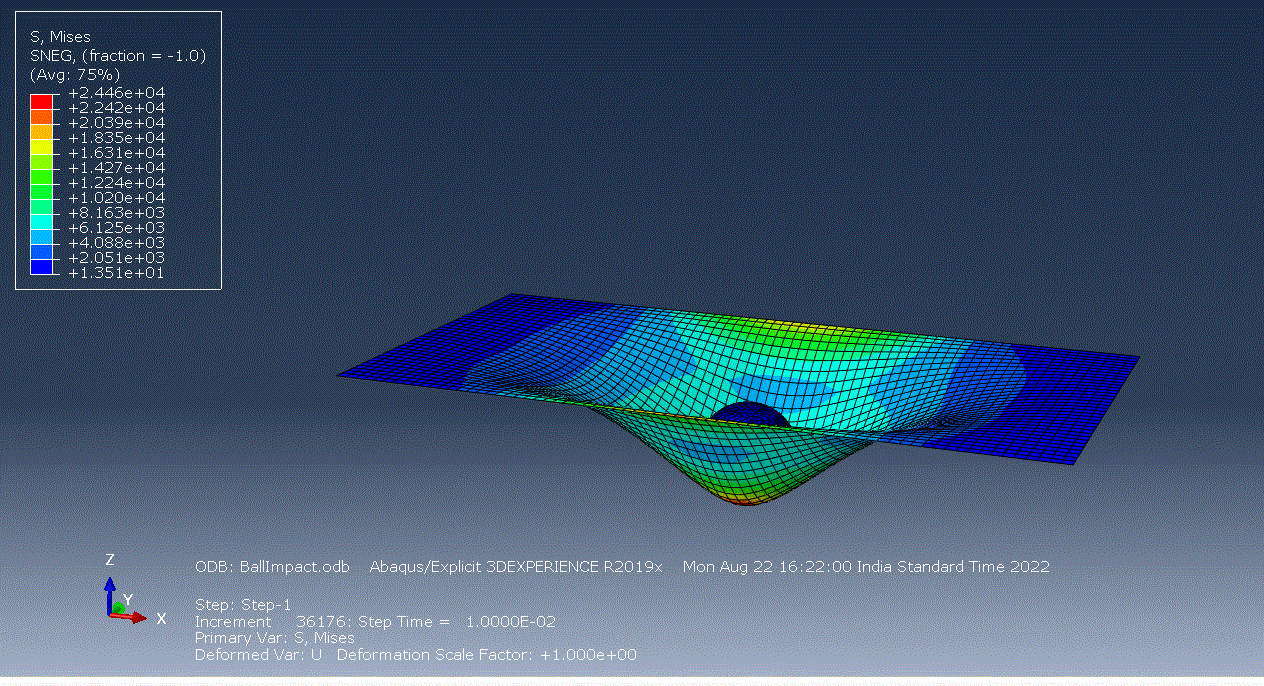 S, Mises
SNEG, (fraction = -1.0)
(Avg: 75%)
+2.446e+04
+2.242e+04
+2.039e+04
+1.835e+04
+1.631e+04
+1.427e+04
+1.224e+04
+1.020e+04
+8.163e+03
+6.125e+03
+4.088e+03
+2.051e+03
+1.351e+01
Z
Y
X
ODB: BallImpact.odb Abaqus/Explicit 3DEXPERIENCE R2019x Mon Aug 22 16:22:00 India Standard Time 2022
Step: Step-1
Increment 36176: Step Time = 1.0000E-02
Primary Var: S, Mises
Deformed Var: U Deformation Scale Factor: +1.000e+00